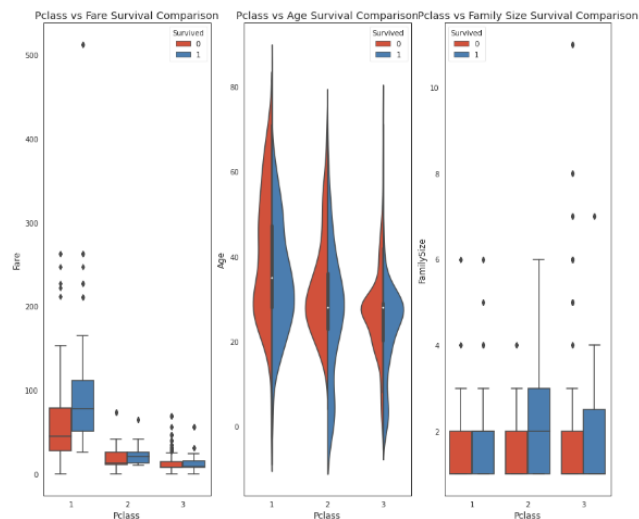 Pclass vs Fare Survival Comparison
Survived
0
1
500
400
300
200
100
0
Fare
1 2 3
Pclass
Pclass vs Age Survival Comparison
Survived
0
1
80
60
40
20
0
Age
1 2 3
Pclass
Pclass vs Family Size Survival Comparison
Survived
0
1
10
8
6
4
2
FamilySize
1 2 3
Pclass